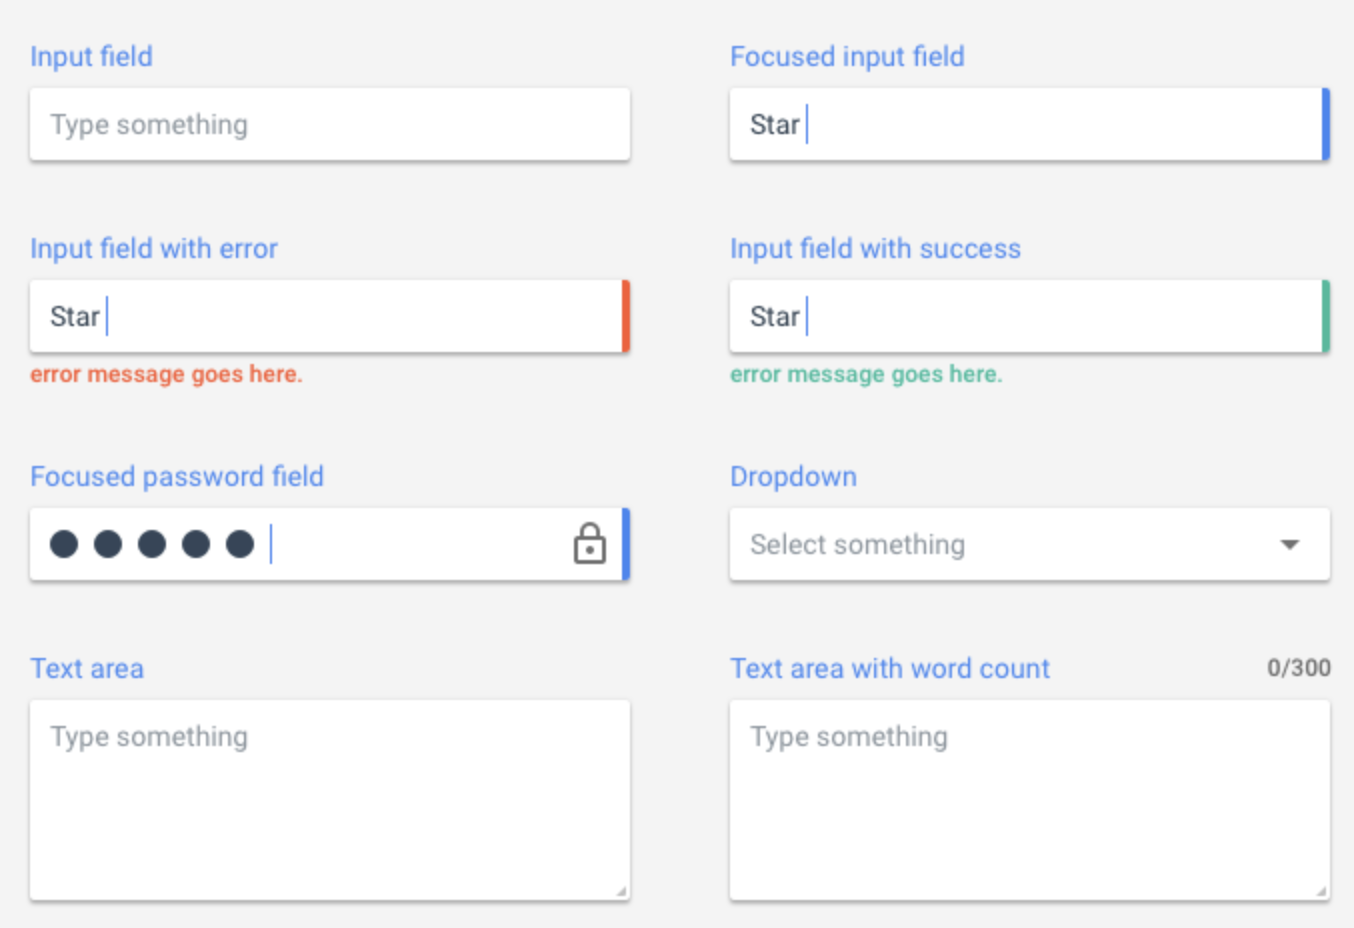 Input field
Focused input field
Type something
Star
Input field with error
Input field with success
Star
Star
error message goes here.
error message goes here.
Focused password field
Dropdown
Select something
Text area
Text area with word count
0/300
Type something
Type something